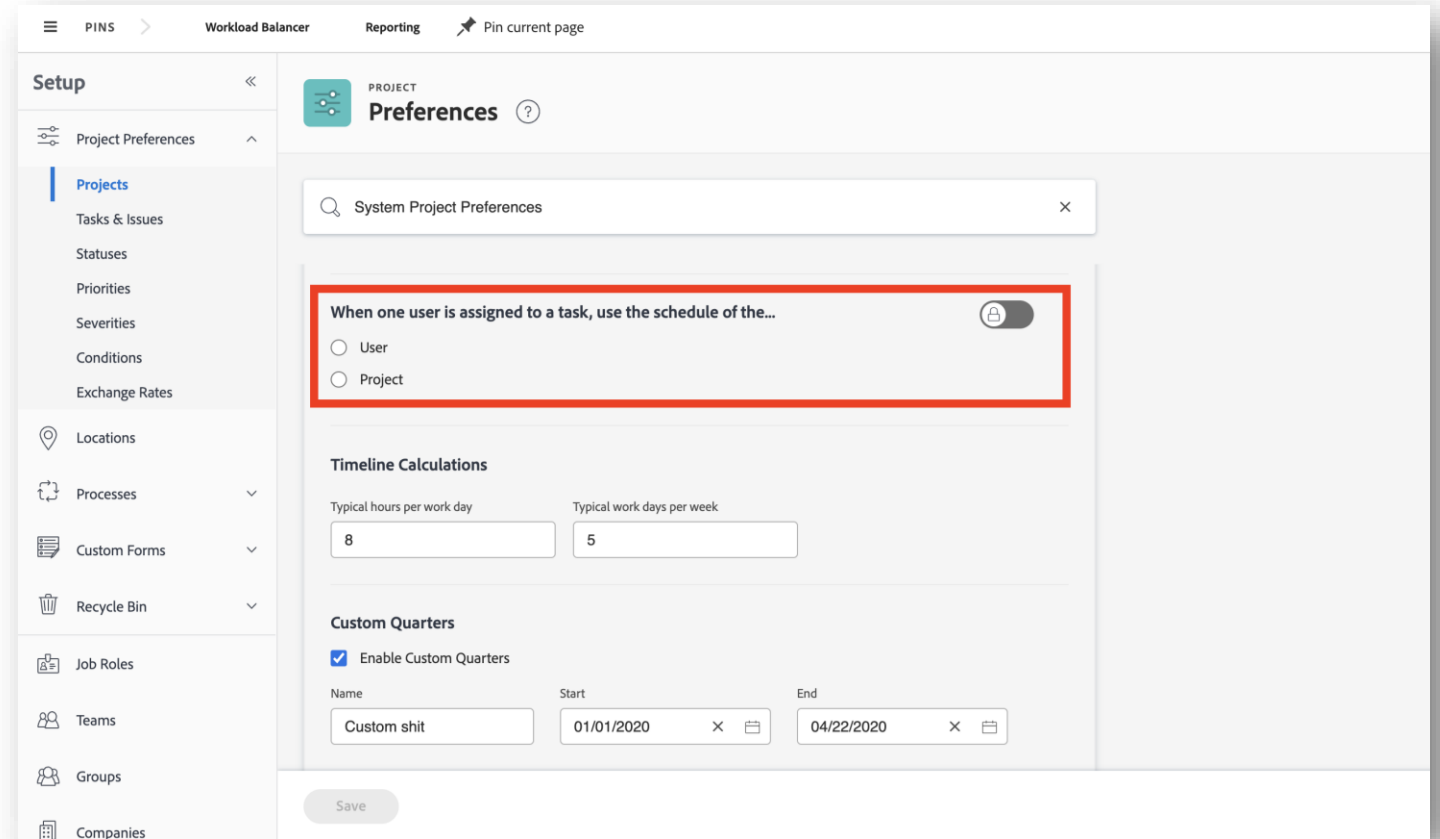 PINS Workload Balancer Reporting Pin current page
Setup
Project Preferences
Projects
Tasks & Issues
Statuses
Priorities
Severities
Conditions
Exchange Rates
Locations
Processes
Custom Forms
Recycle Bin
Job Roles
Teams
Groups
Companies
PROJECT
Preferences ?
System Project Preferences
When one user is assigned to a task, use the schedule of the...
User
Project
Timeline Calculations
Typical hours per work day Typical work days per week
8 5
Custom Quarters
Enable Custom Quarters
Name Start End
Custom shit 01/01/2020 04/22/2020
Save